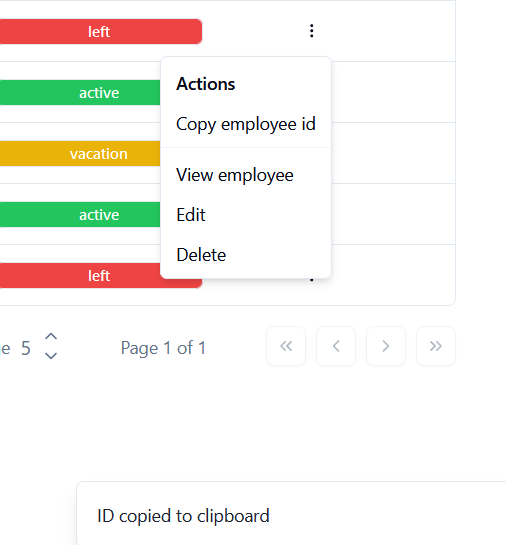 left
Actions
active
Copy employee id
vacation
View employee
active
Edit
Delete
left
5
Page 1 of 1
ID copied to clipboard